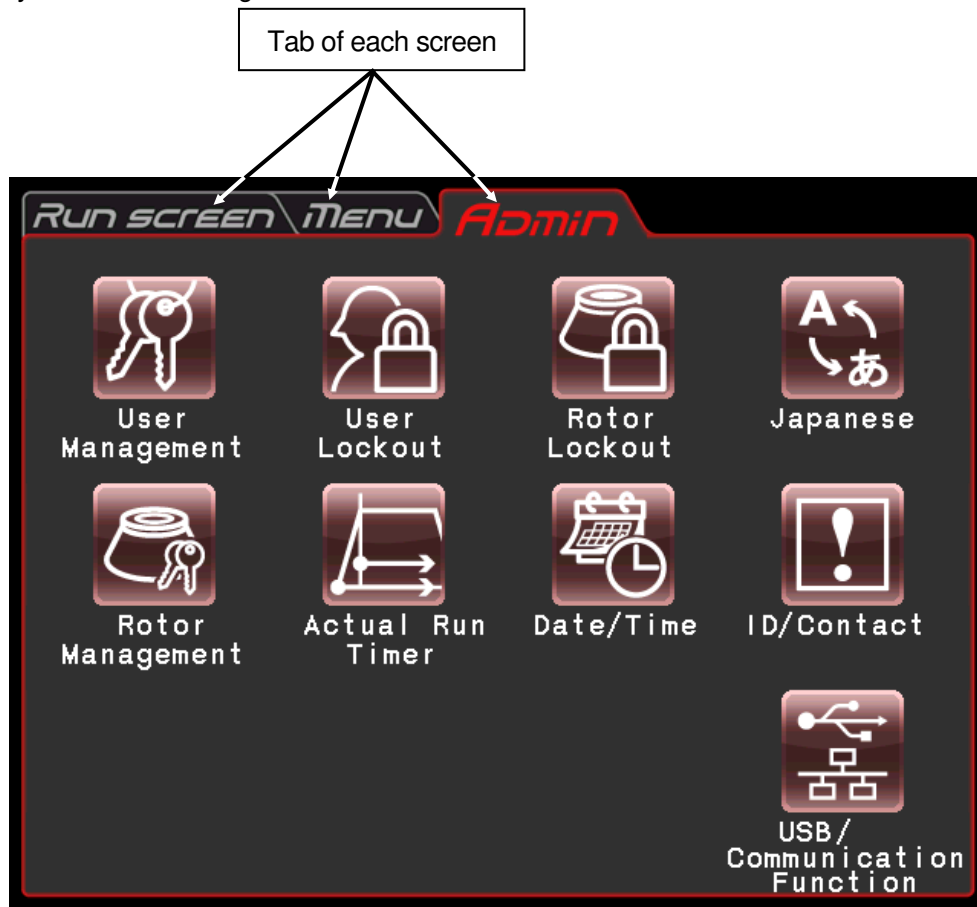 Tab of each screen
Run screen Menu Admin
A
あ
User Management
User Lockout
Rotor Lockout
Japanese
Rotor Management
Actual Run Timer
Date/Time
ID/Contact
USB/
Communication
Function